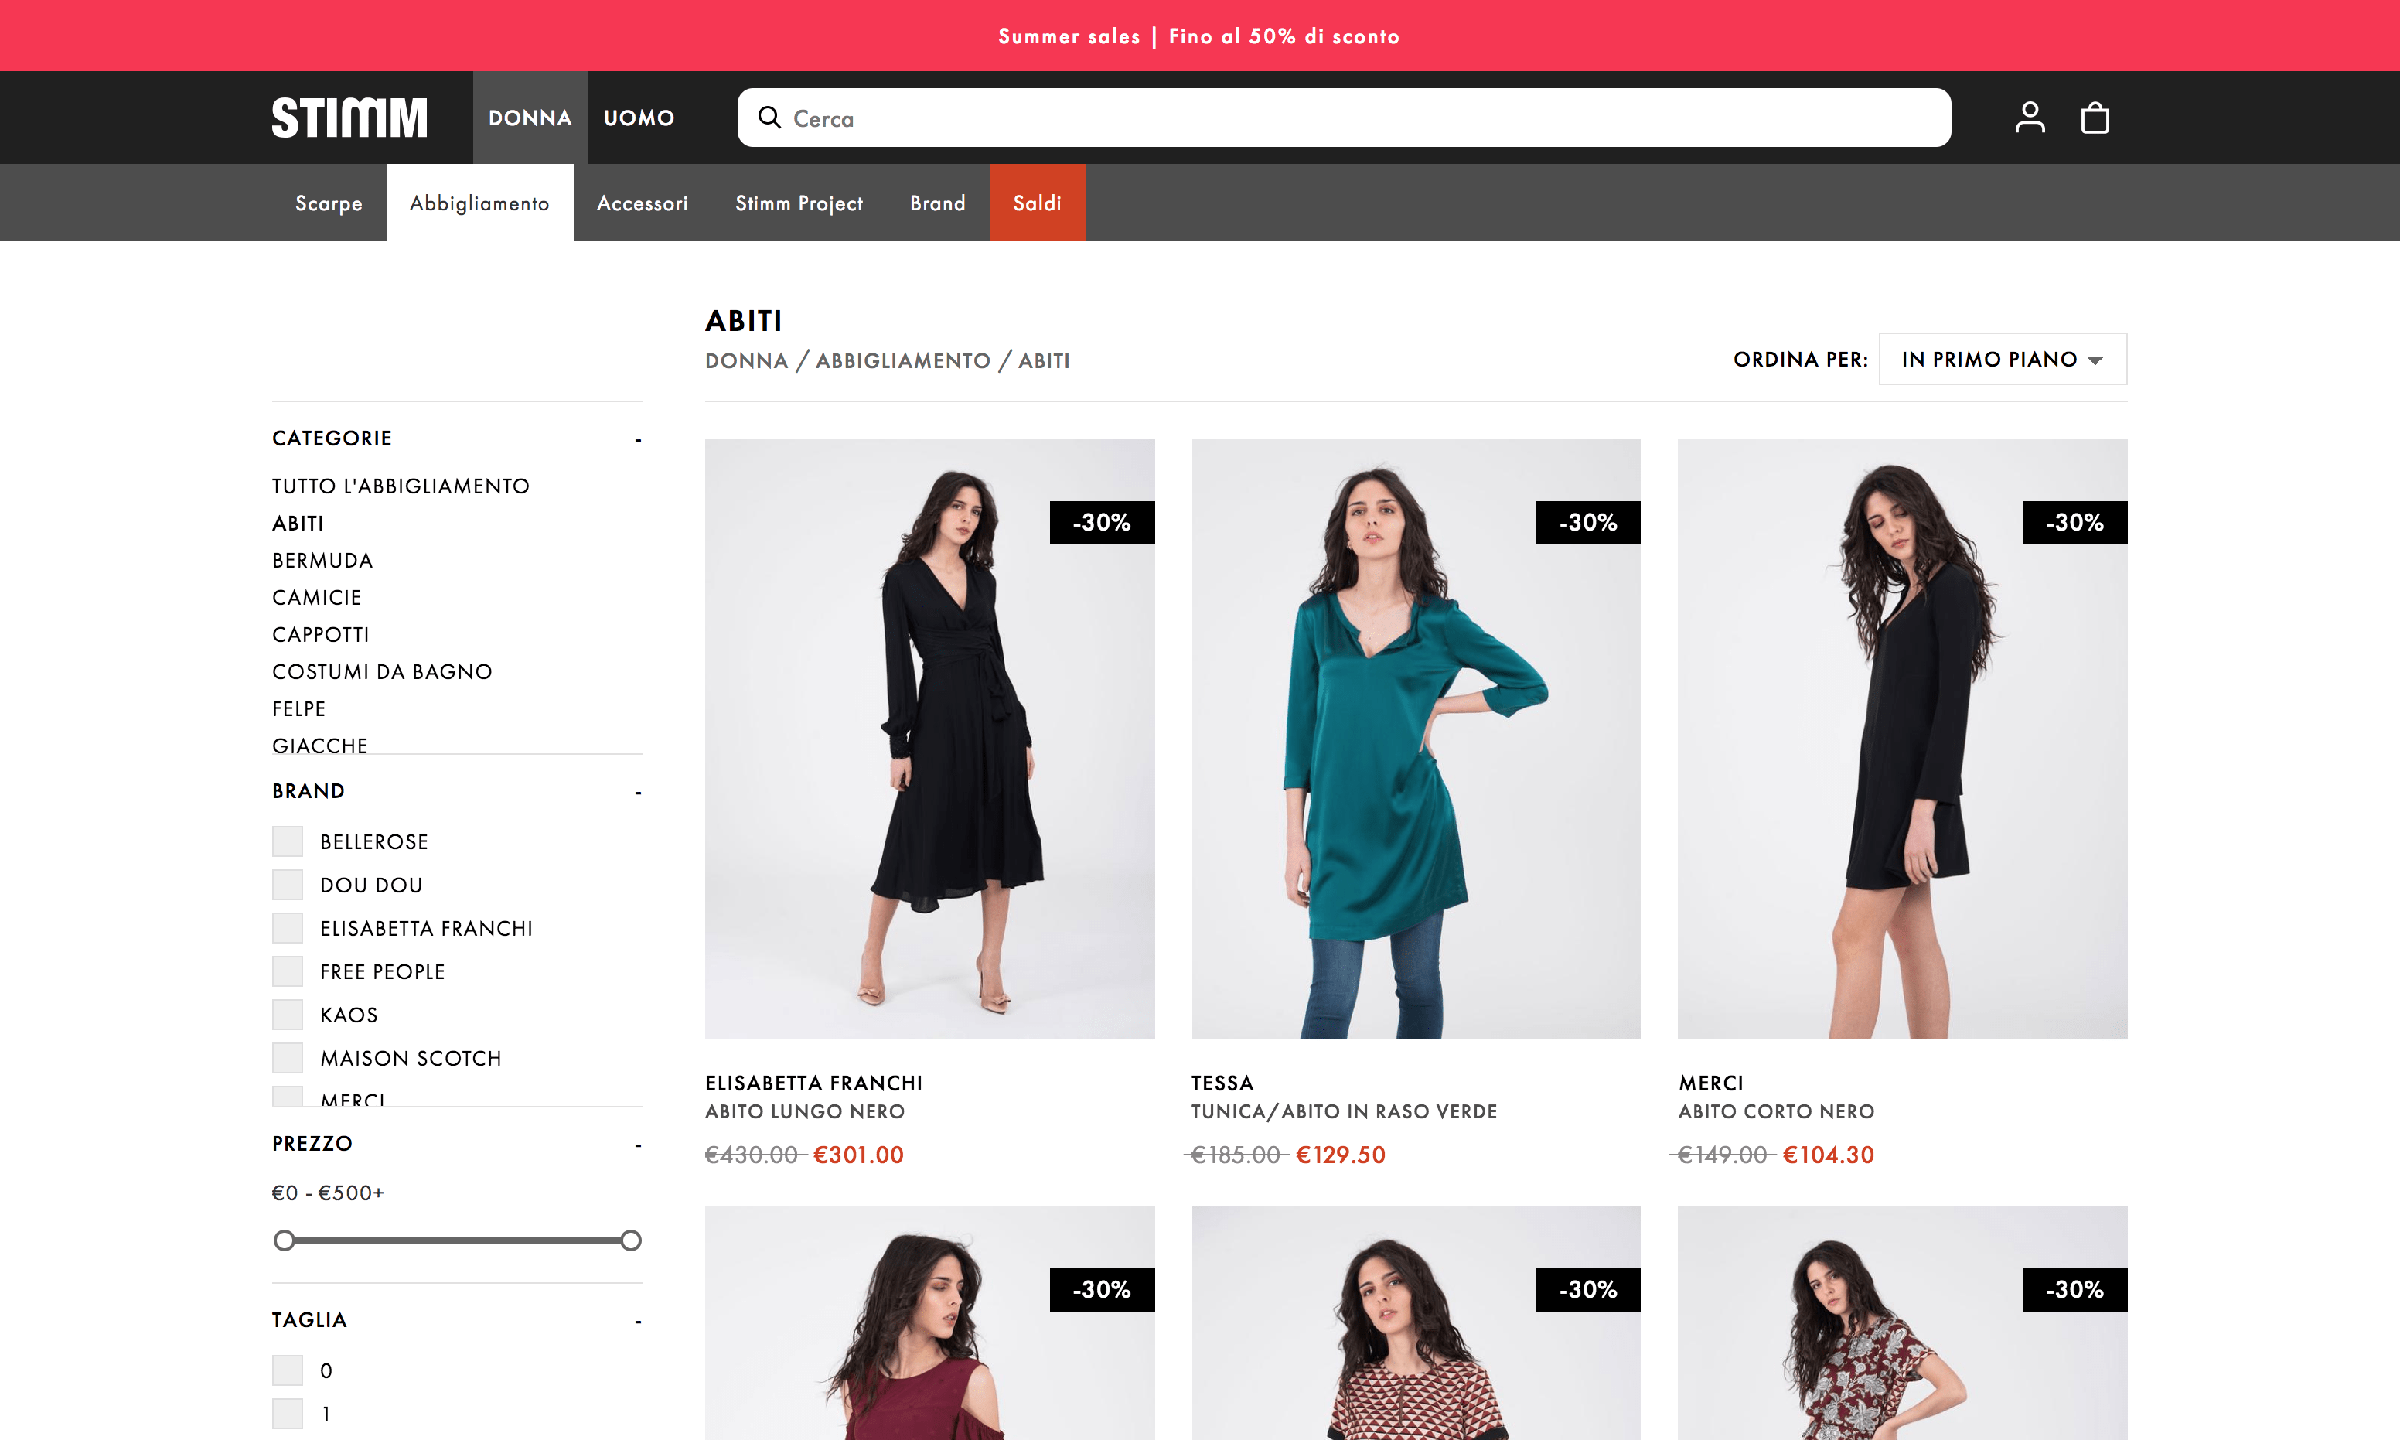 Summer sales | Fino al 50% di sconto
STIMM
DONNA
UOMO
Cerca
Scarpe
Abbigliamento
Accessori
Stimm Project
Brand
Saldi
ABITI
DONNA / ABBIGLIAMENTO / ABITI
ORDINA PER:
IN PRIMO PIANO
CATEGORIE -
TUTTO L'ABBIGLIAMENTO
ABITI
BERMUDA
CAMICIE
CAPPOTTI
COSTUMI DA BAGNO
FELPE
GIACCHE
BRAND -
BELLEROSE
DOU DOU
ELISABETTA FRANCHI
FREE PEOPLE
KAOS
MAISON SCOTCH
MERCI
PREZZO -
€0 - €500+
TAGLIA -
0
1
-30%
ELISABETTA FRANCHI
ABITO LUNGO NERO
€430.00 €301.00
-30%
TESSA
TUNICA/ABITO IN RASO VERDE
€185.00 €129.50
-30%
MERCI
ABITO CORTO NERO
€149.00 €104.30
-30%
-30%
-30%